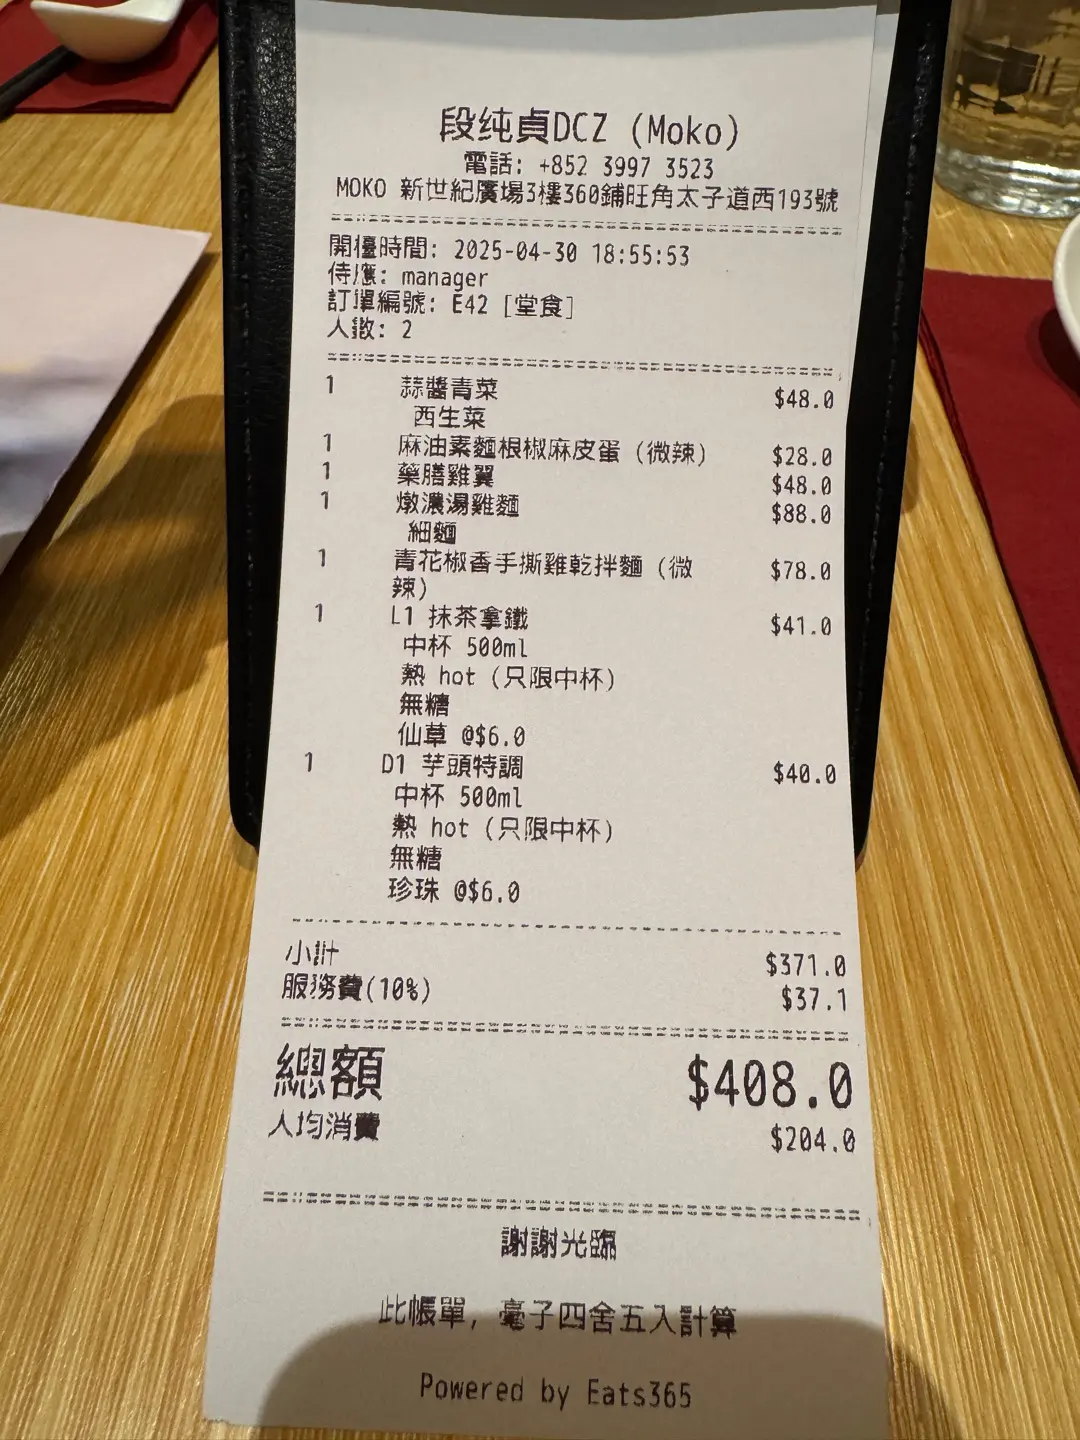 段纯貞DCZ (Moko)
電話: +852 3997 3523
MOKO 新世紀廣場3樓360鋪旺角太子道西193號
開檯時間: 2025-04-30 18:55:53
侍應: manager
訂單編號: E42 [堂食]
人數: 2
1 蒜醬青菜 $48.0
西生菜
1 麻油素麵根椒麻皮蛋 (微辣) $28.0
1 藥膳雞翼 $48.0
1 燉濃湯雞麵 $88.0
細麵
1 青花椒香手撕雞乾拌麵 (微 $78.0
辣)
1 L1 抹茶拿鐵 $41.0
中杯 500ml
熱 hot (只限中杯)
無糖
仙草 @$6.0
1 D1 芋頭特調 $40.0
中杯 500ml
熱 hot (只限中杯)
無糖
珍珠 @$6.0
小計 $371.0
服務費(10%) $37.1
總額 $408.0
人均消費 $204.0
謝謝光臨
此帳單, 毫子四舍五入計算
Powered by Eats365